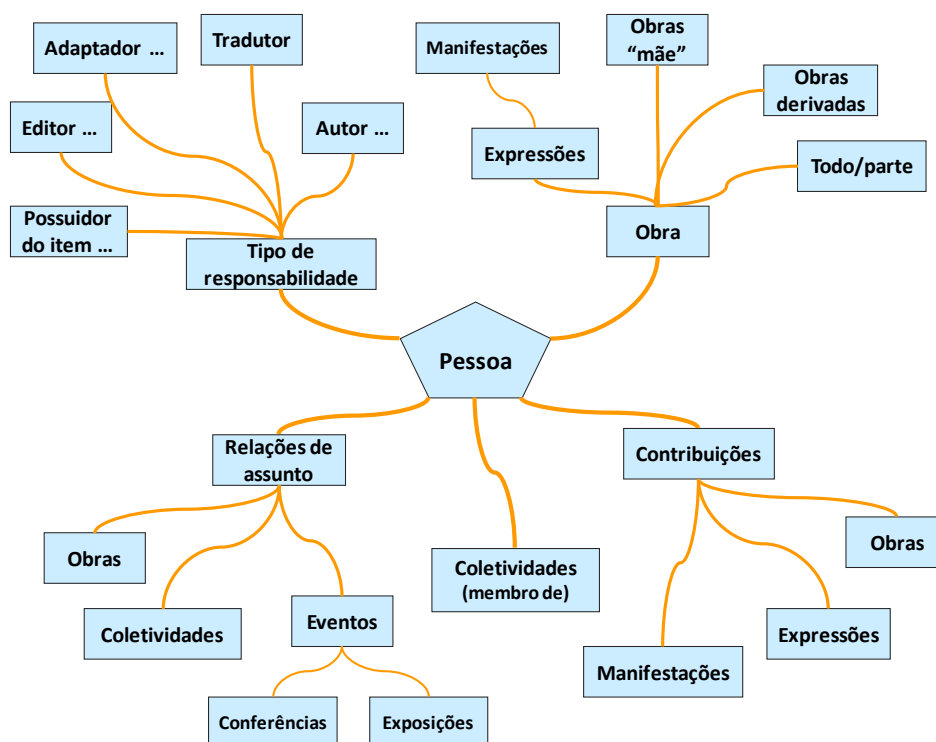 Adaptador ...
Tradutor
Manifestações
Obras
“mãe”
Obras
derivadas
Editor ...
Autor ...
Expressões
Todo/parte
Possuidor
do item ...
Tipo de
responsabilidade
Obra
Pessoa
Relações de
assunto
Contribuições
Obras
Coletividades
(membro de)
Obras
Coletividades
Eventos
Expressões
Manifestações
Conferências
Exposições